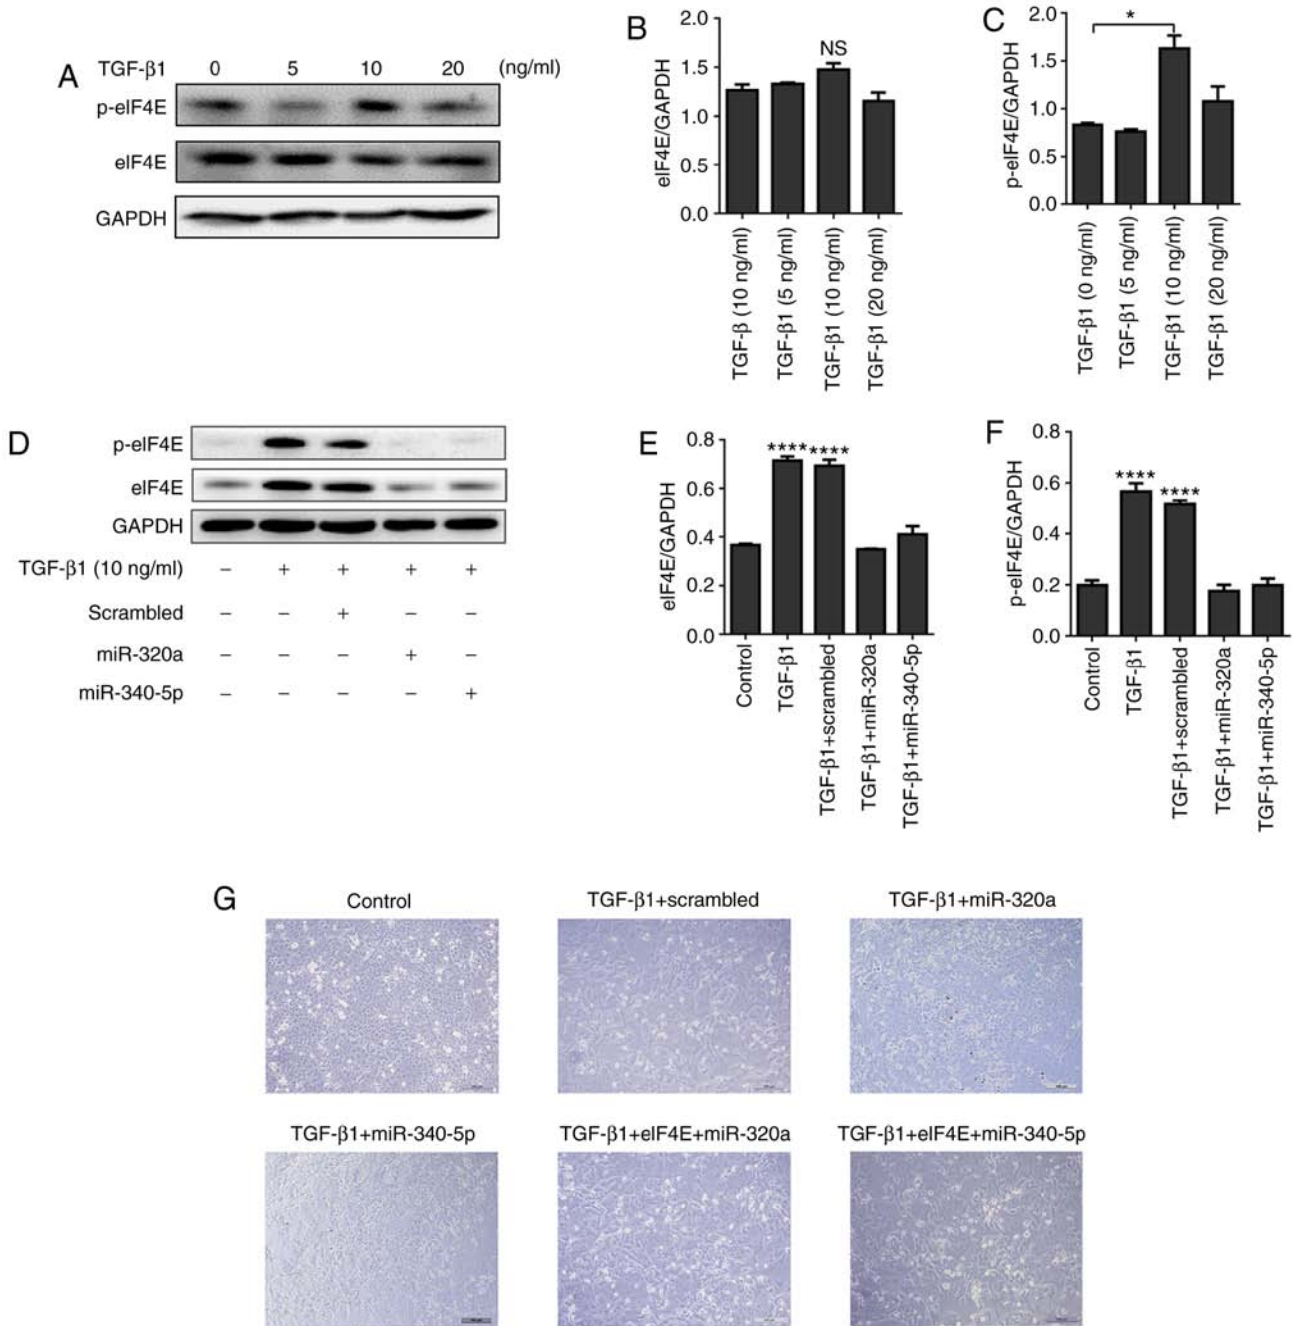 A
TGF-β1 0 5 10 20 (ng/ml)
p-eIF4E
eIF4E
GAPDH
B
eIF4E/GAPDH
2.0
1.5
1.0
0.5
0.0
NS
TGF-β (10 ng/ml)
TGF-β1 (5 ng/ml)
TGF-β1 (10 ng/ml)
TGF-β1 (20 ng/ml)
C
p-eIF4E/GAPDH
2.0
1.5
1.0
0.5
0.0
*
TGF-β1 (0 ng/ml)
TGF-β1 (5 ng/ml)
TGF-β1 (10 ng/ml)
TGF-β1 (20 ng/ml)
D
p-eIF4E
eIF4E
GAPDH
TGF-β1 (10 ng/ml) – + + + +
Scrambled – – + – –
miR-320a – – – + –
miR-340-5p – – – – +
E
eIF4E/GAPDH
0.8
0.6
0.4
0.2
0.0
**** ****
Control
TGF-β1
TGF-β1+scrambled
TGF-β1+miR-320a
TGF-β1+miR-340-5p
F
p-eIF4E/GAPDH
0.8
0.6
0.4
0.2
0.0
****
****
Control
TGF-β1
TGF-β1+scrambled
TGF-β1+miR-320a
TGF-β1+miR-340-5p
G
Control
TGF-β1+scrambled
TGF-β1+miR-320a
TGF-β1+miR-340-5p
TGF-β1+eIF4E+miR-320a
TGF-β1+eIF4E+miR-340-5p